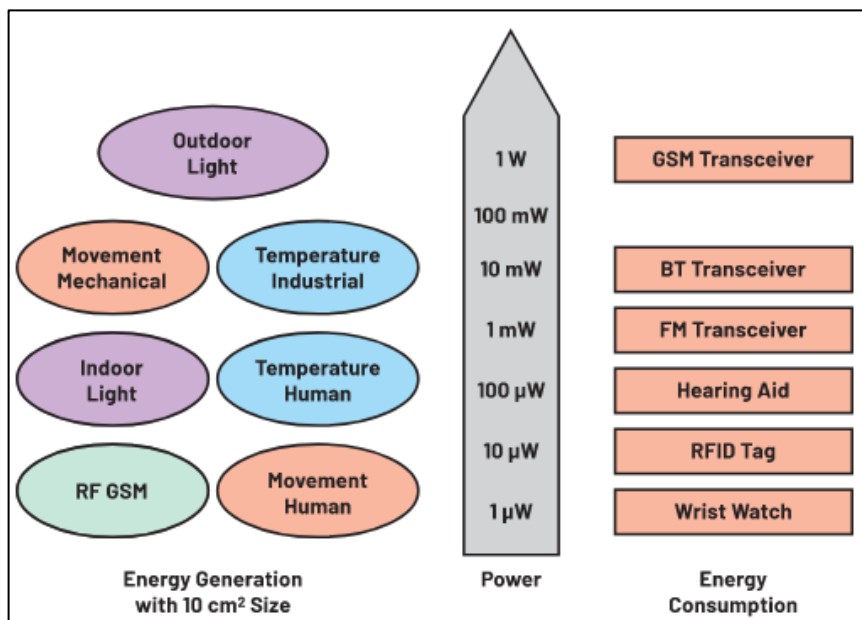 Outdoor
Light
Movement
Mechanical
Temperature
Industrial
Indoor
Light
Temperature
Human
RF GSM
Movement
Human
Energy Generation
with 10 cm² Size
1 W
100 mW
10 mW
1 mW
100 µW
10 µW
1 µW
Power
GSM Transceiver
BT Transceiver
FM Transceiver
Hearing Aid
RFID Tag
Wrist Watch
Energy
Consumption